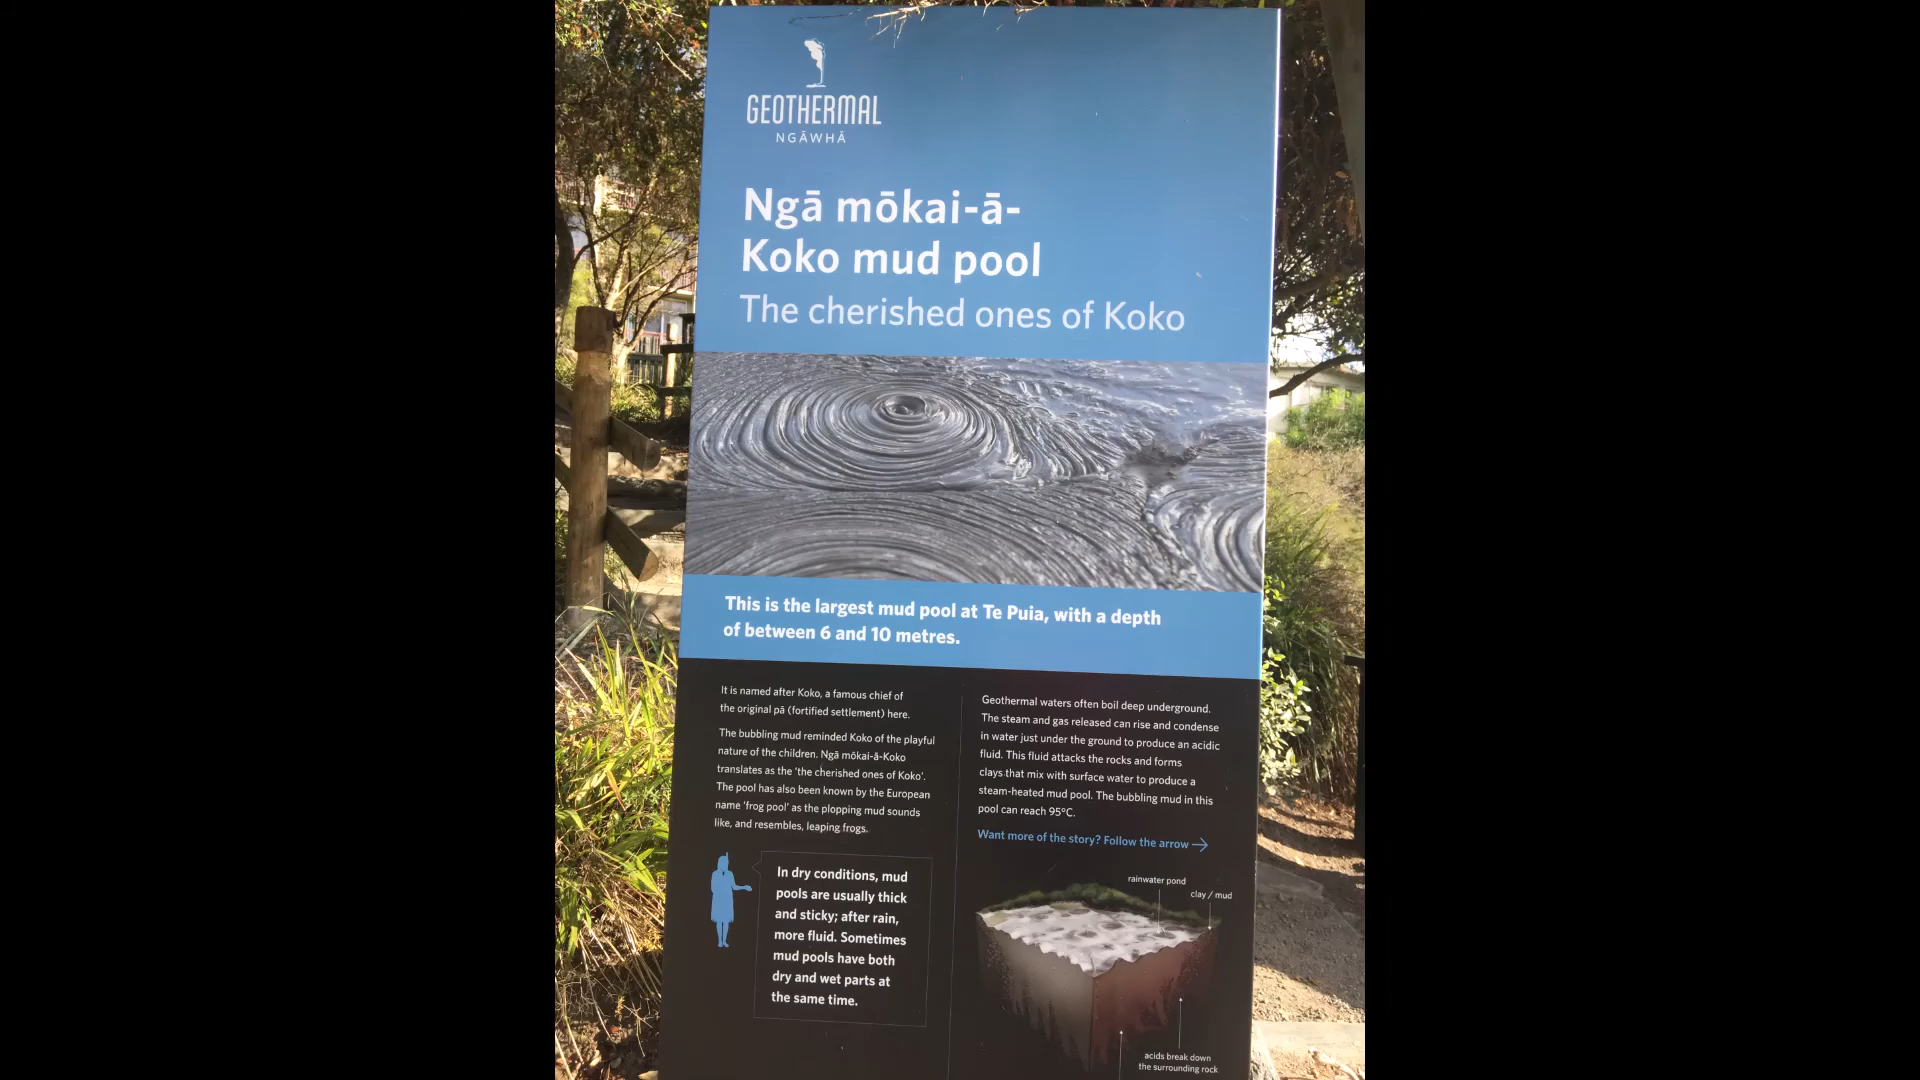 GEOTHERMAL
NGĀWHĀ
Ngā mōkai-ā-
Koko mud pool
The cherished ones of Koko
This is the largest mud pool at Te Puia, with a depth
of between 6 and 10 metres.
It is named after Koko, a famous chief of
the original pā (fortified settlement) here.
The bubbling mud reminded Koko of the playful
nature of the children. Ngā mōkai-ā-Koko
translates as the 'the cherished ones of Koko'.
The pool has also been known by the European
name 'frog pool' as the plopping mud sounds
like, and resembles, leaping frogs.
In dry conditions, mud
pools are usually thick
and sticky; after rain,
more fluid. Sometimes
mud pools have both
dry and wet parts at
the same time.
Geothermal waters often boil deep underground.
The steam and gas released can rise and condense
in water just under the ground to produce an acidic
fluid. This fluid attacks the rocks and forms
clays that mix with surface water to produce a
steam-heated mud pool. The bubbling mud in this
pool can reach 95°C.
Want more of the story? Follow the arrow →
rainwater pond
clay / mud
acids break down
the surrounding rock